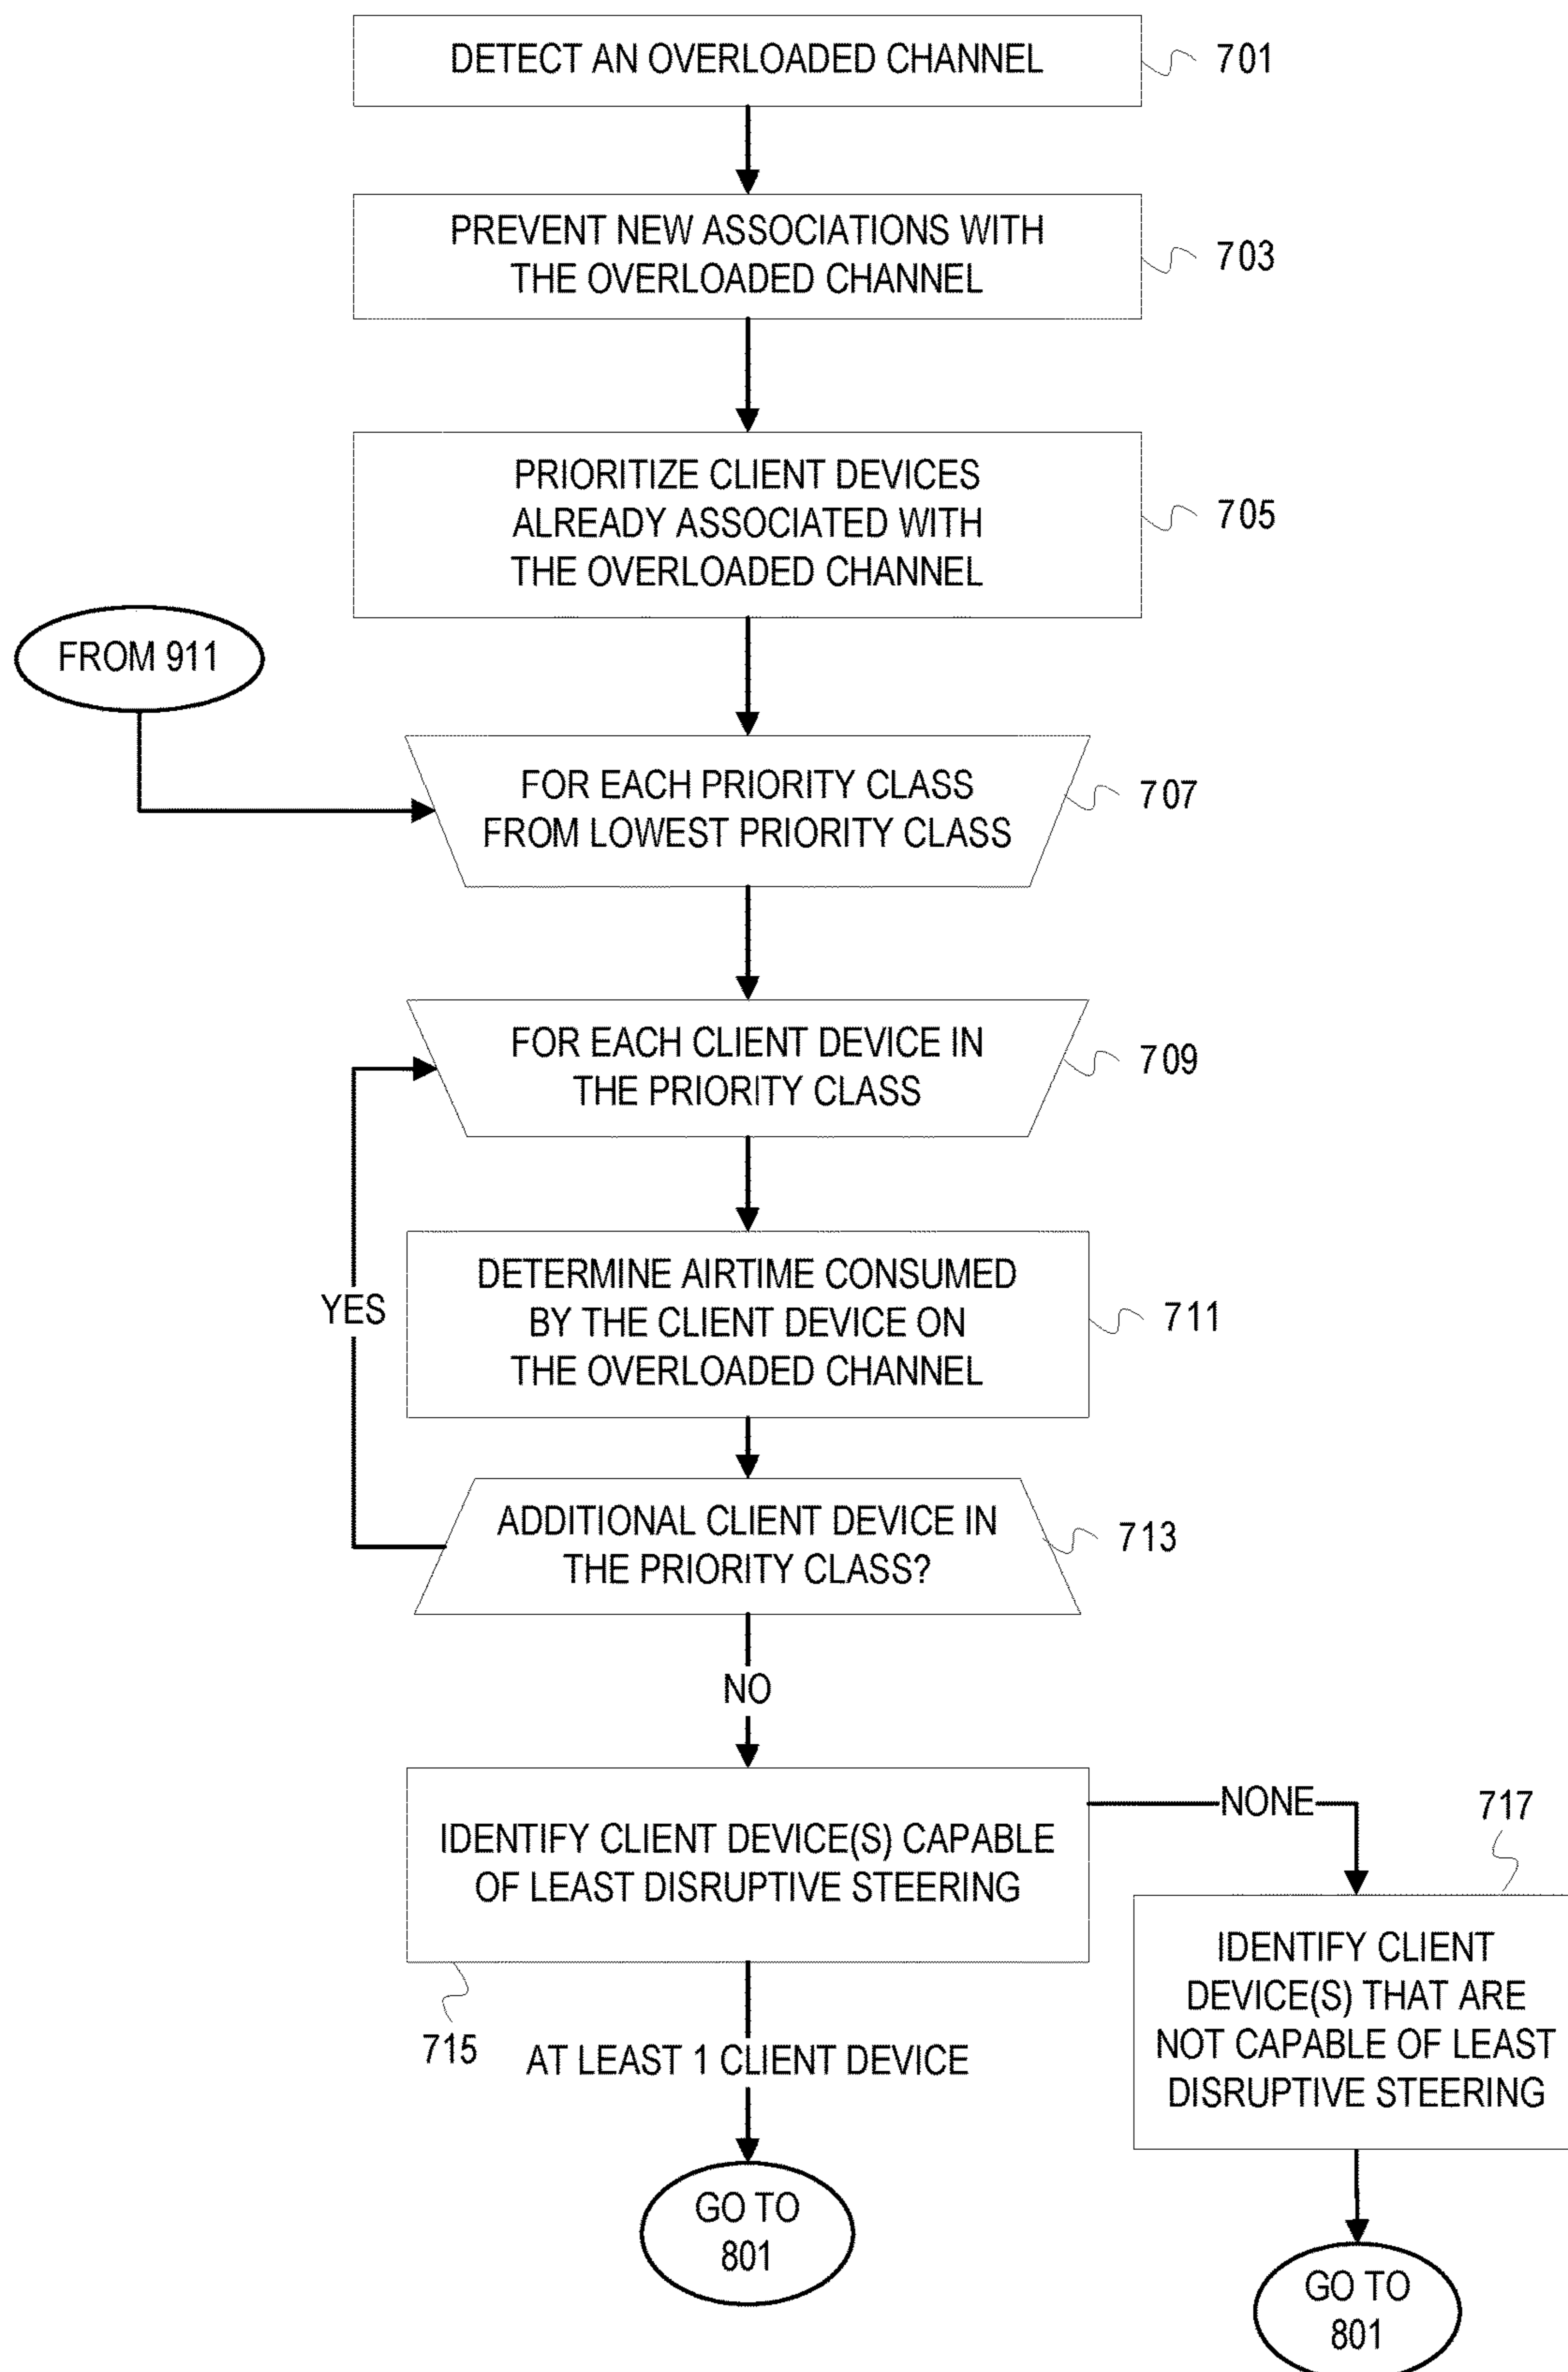 DETECT AN OVERLOADED CHANNEL
701
PREVENT NEW ASSOCIATIONS WITH
THE OVERLOADED CHANNEL
703
PRIORITIZE CLIENT DEVICES
ALREADY ASSOCIATED WITH
THE OVERLOADED CHANNEL
705
FROM 911
FOR EACH PRIORITY CLASS
FROM LOWEST PRIORITY CLASS
707
FOR EACH CLIENT DEVICE IN
THE PRIORITY CLASS
709
DETERMINE AIRTIME CONSUMED
BY THE CLIENT DEVICE ON
THE OVERLOADED CHANNEL
711
YES
ADDITIONAL CLIENT DEVICE IN
THE PRIORITY CLASS?
713
NO
IDENTIFY CLIENT DEVICE(S) CAPABLE
OF LEAST DISRUPTIVE STEERING
715
NONE
717
IDENTIFY CLIENT
DEVICE(S) THAT ARE
NOT CAPABLE OF LEAST
DISRUPTIVE STEERING
AT LEAST 1 CLIENT DEVICE
GO TO
801
GO TO
801